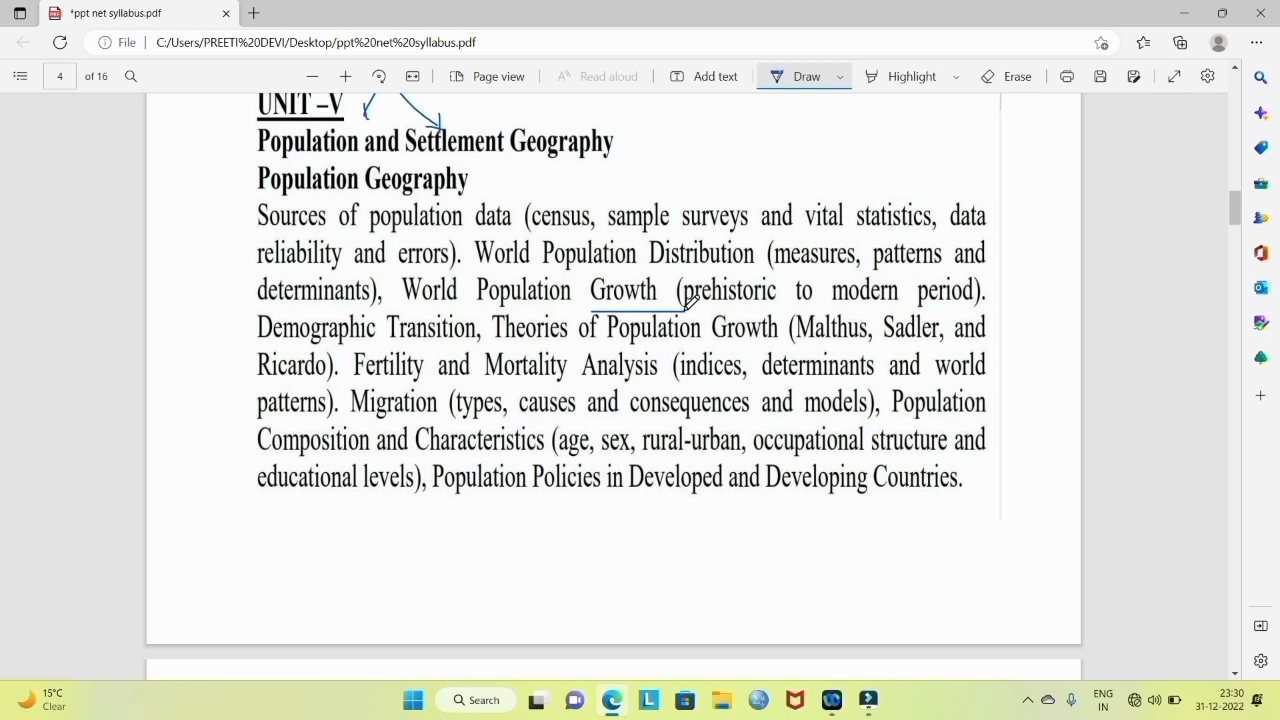 *ppt net syllabus.pdf
File
C:/Users/PREETI%20DEVI/Desktop/ppt%20net%20syllabus.pdf
4 of 16
Page view
Read aloud
Add text
Draw
Highlight
Erase
UNIT –V
Population and Settlement Geography
Population Geography
Sources of population data (census, sample surveys and vital statistics, data
reliability and errors). World Population Distribution (measures, patterns and
determinants), World Population Growth (prehistoric to modern period).
Demographic Transition, Theories of Population Growth (Malthus, Sadler, and
Ricardo). Fertility and Mortality Analysis (indices, determinants and world
patterns). Migration (types, causes and consequences and models), Population
Composition and Characteristics (age, sex, rural-urban, occupational structure and
educational levels), Population Policies in Developed and Developing Countries.
15°C
Clear
Search
ENG
IN
23:30
31-12-2022